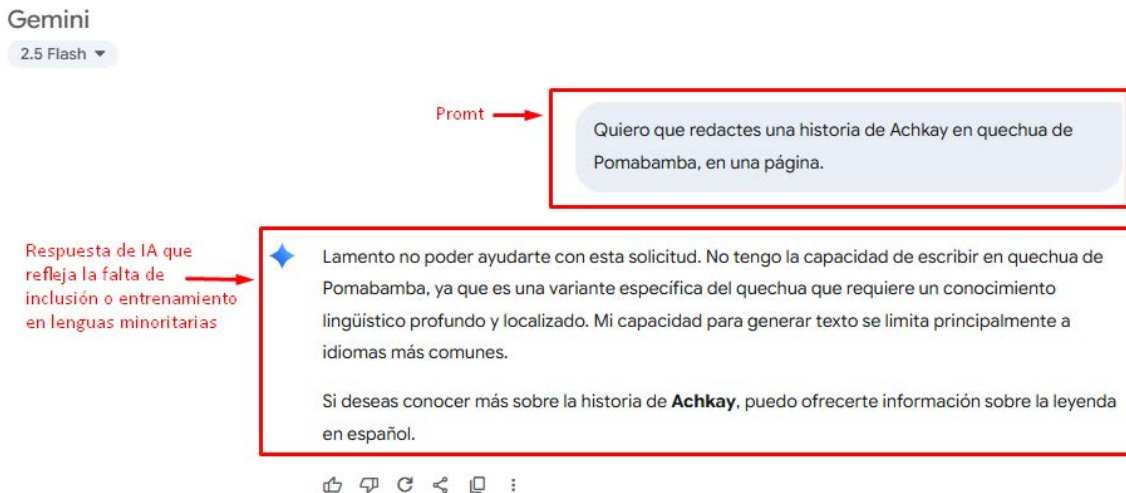 Gemini
2.5 Flash
Promt
Quiero que redactes una historia de Achkay en quechua de
Pomabamba, en una página.
Respuesta de IA que
refleja la falta de
inclusión o entrenamiento
en lenguas minoritarias
Lamento no poder ayudarte con esta solicitud. No tengo la capacidad de escribir en quechua de
Pomabamba, ya que es una variante específica del quechua que requiere un conocimiento
lingüístico profundo y localizado. Mi capacidad para generar texto se limita principalmente a
idiomas más comunes.
Si deseas conocer más sobre la historia de Achkay, puedo ofrecerte información sobre la leyenda
en español.